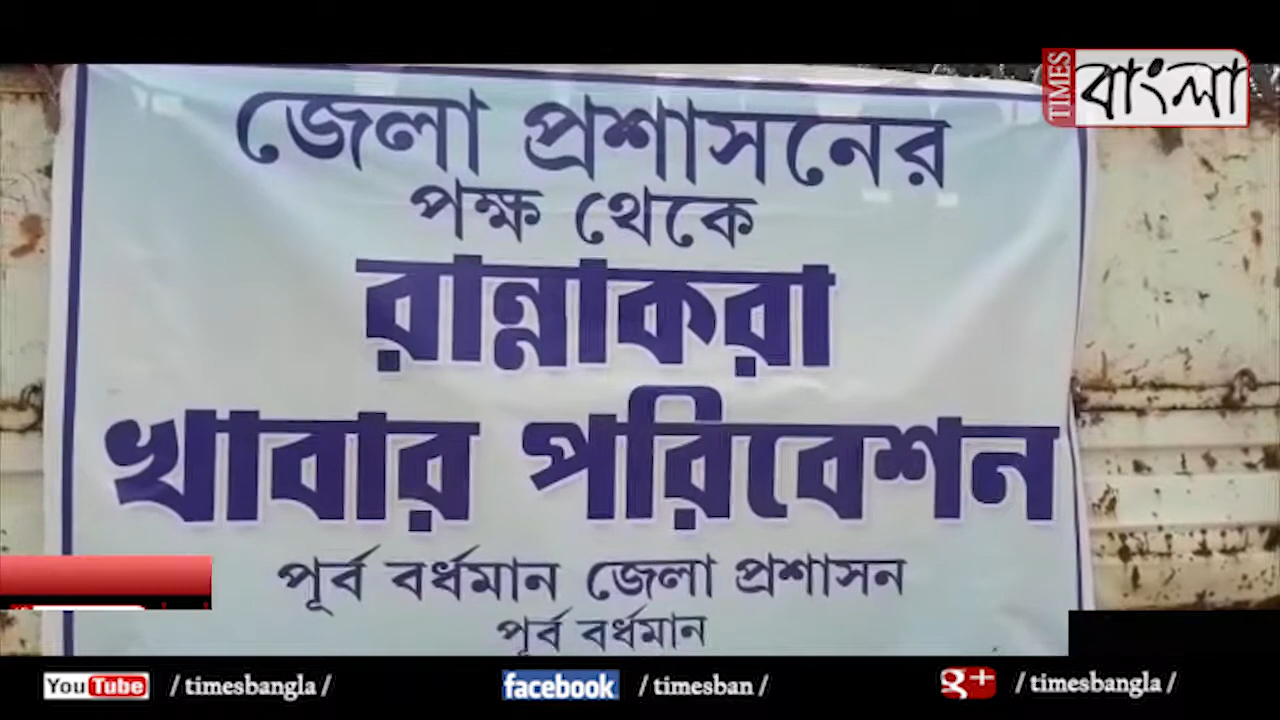 TIMES বাংলা
জেলা প্রশাসনের
পক্ষ থেকে
রান্নাকরা
খাবার পরিবেশন
পূর্ব বর্ধমান জেলা প্রশাসন
পূর্ব বর্ধমান
YouTube /timesbangla/ facebook /timesban/ g+ /timesbangla/